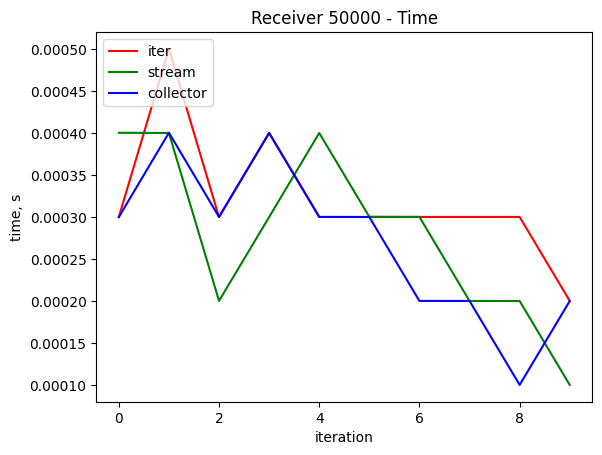 Receiver 50000 - Time
iter
stream
collector
0.00050
0.00045
0.00040
0.00035
0.00030
0.00025
0.00020
0.00015
0.00010
time, s
0 2 4 6 8
iteration